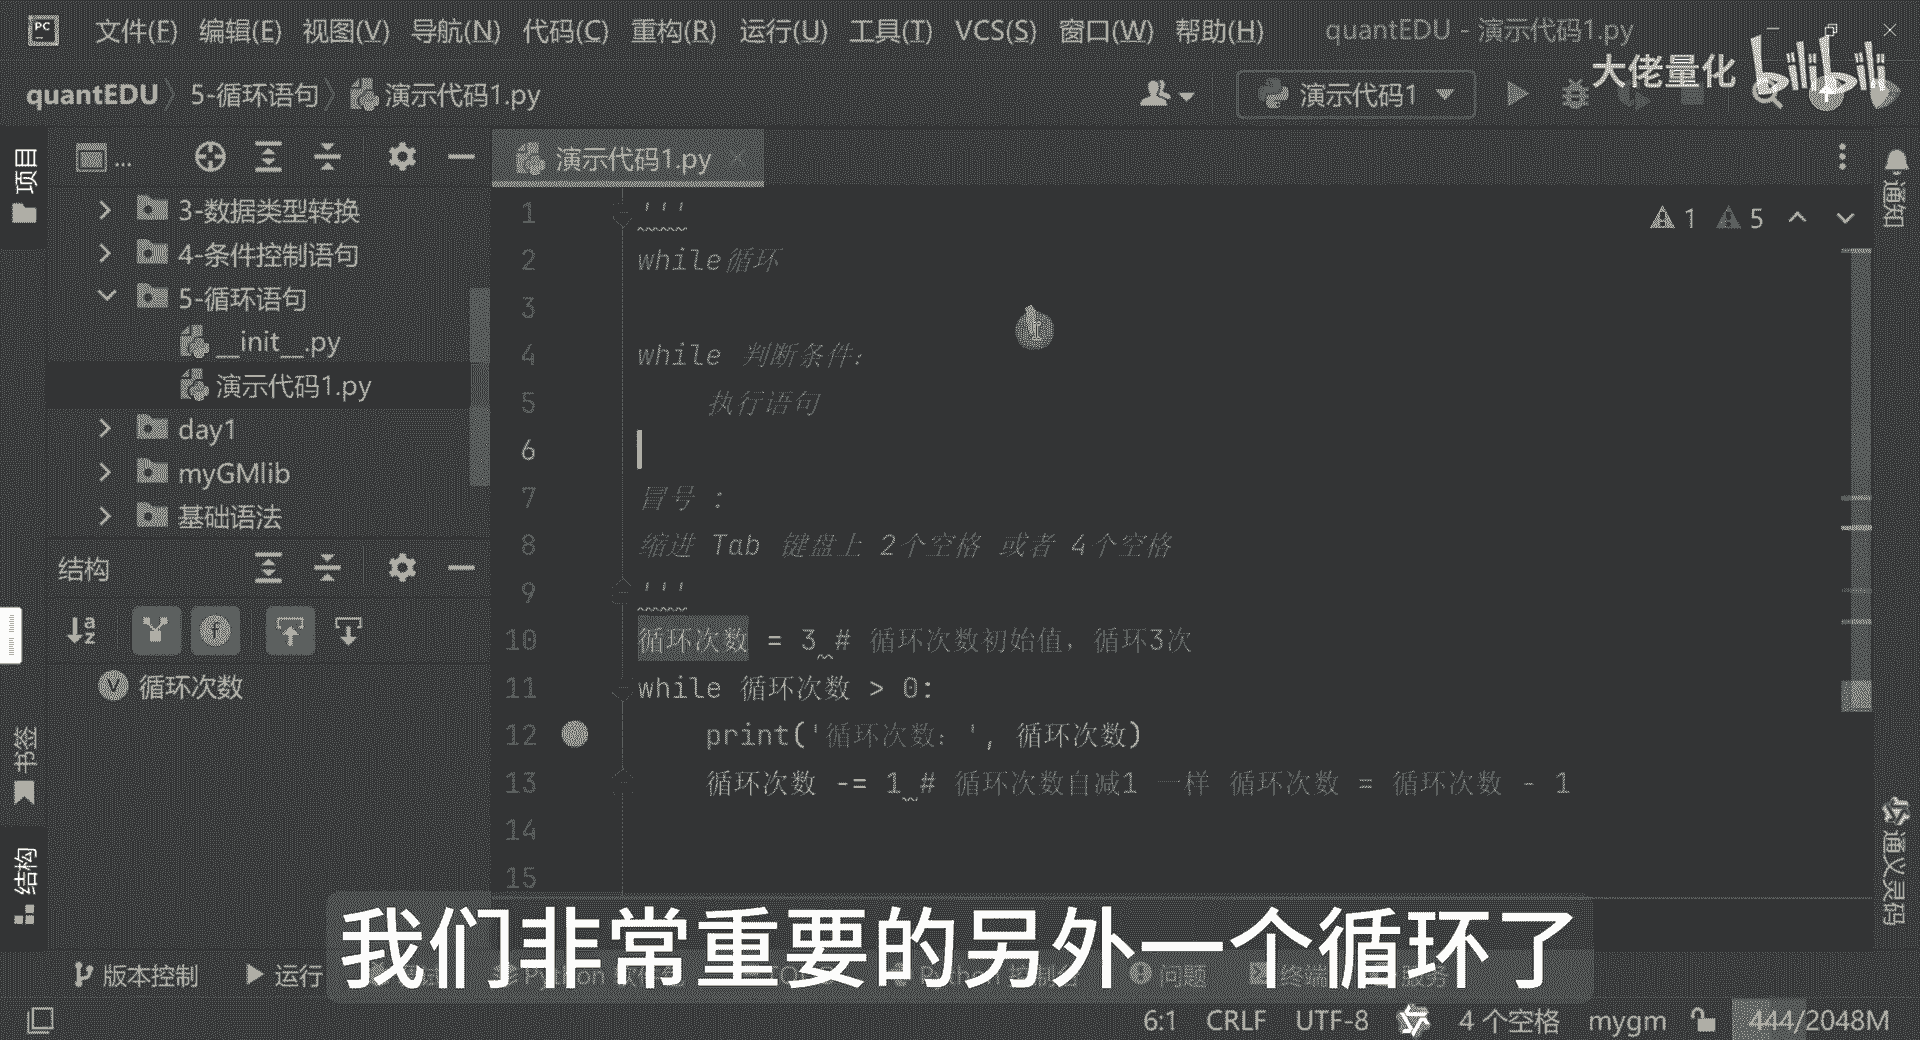 文件(F) 编辑(E) 视图(V) 导航(N) 代码(C) 重构(R) 运行(U) 工具(T) VCS(S) 窗口(W) 帮助(H) quantEDU - 演示代码1.py
大佬量化 bilibili
quantEDU 5-循环语句 演示代码1.py 演示代码1
项目
...
演示代码1.py
通知
3-数据类型转换
4-条件控制语句
5-循环语句
__init__.py
演示代码1.py
day1
myGMlib
基础语法
结构
循环次数
书签
结构
1 '''
2 while循环
3
4 while 判断条件:
5 执行语句
6
7 冒号 :
8 缩进 Tab 键盘上 2个空格 或者 4个空格
9 '''
10 循环次数 = 3 # 循环次数初始值，循环3次
11 while 循环次数 > 0:
12 print('循环次数：', 循环次数)
13 循环次数 -= 1 # 循环次数自减1 一样 循环次数 = 循环次数 - 1
14
15
1 5
通义灵码
我们非常重要的另外一个循环了
版本控制 运行 Python 问题 终端 服务
6:1 CRLF UTF-8 4 个空格 mygm 444/2048M